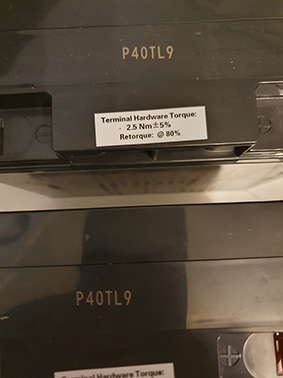 P40TL9
Terminal Hardware Torque:
- 2.5 Nm±5%
Retorque: @ 80%
P40TL9
Terminal Hardware Torque: